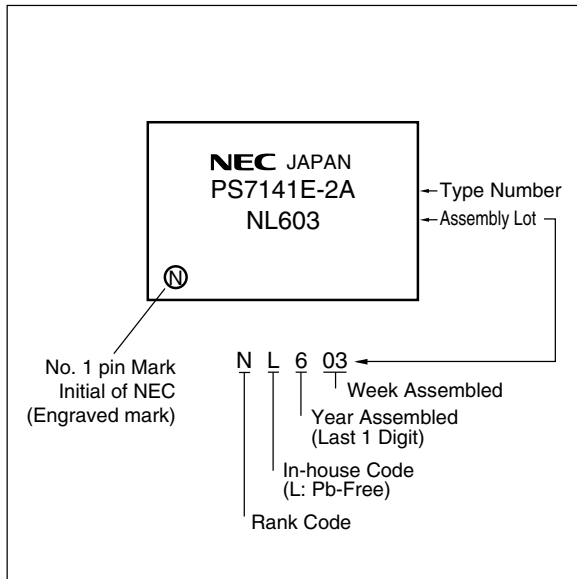 NEC JAPAN
PS7141E-2A
NL603
N
Type Number
Assembly Lot
No. 1 pin Mark
Initial of NEC
(Engraved mark)
N L 6 03
Week Assembled
Year Assembled
(Last 1 Digit)
In-house Code
(L: Pb-Free)
Rank Code